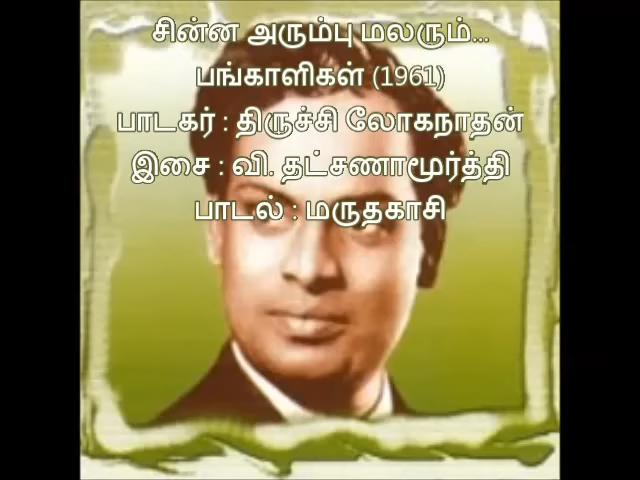 சின்ன அரும்பு மலரும்...
பங்காளிகள் (1961)
பாடகர் : திருச்சி லோகநாதன்
இசை : வி. தட்சணாமூர்த்தி
பாடல் : மருதகாசி